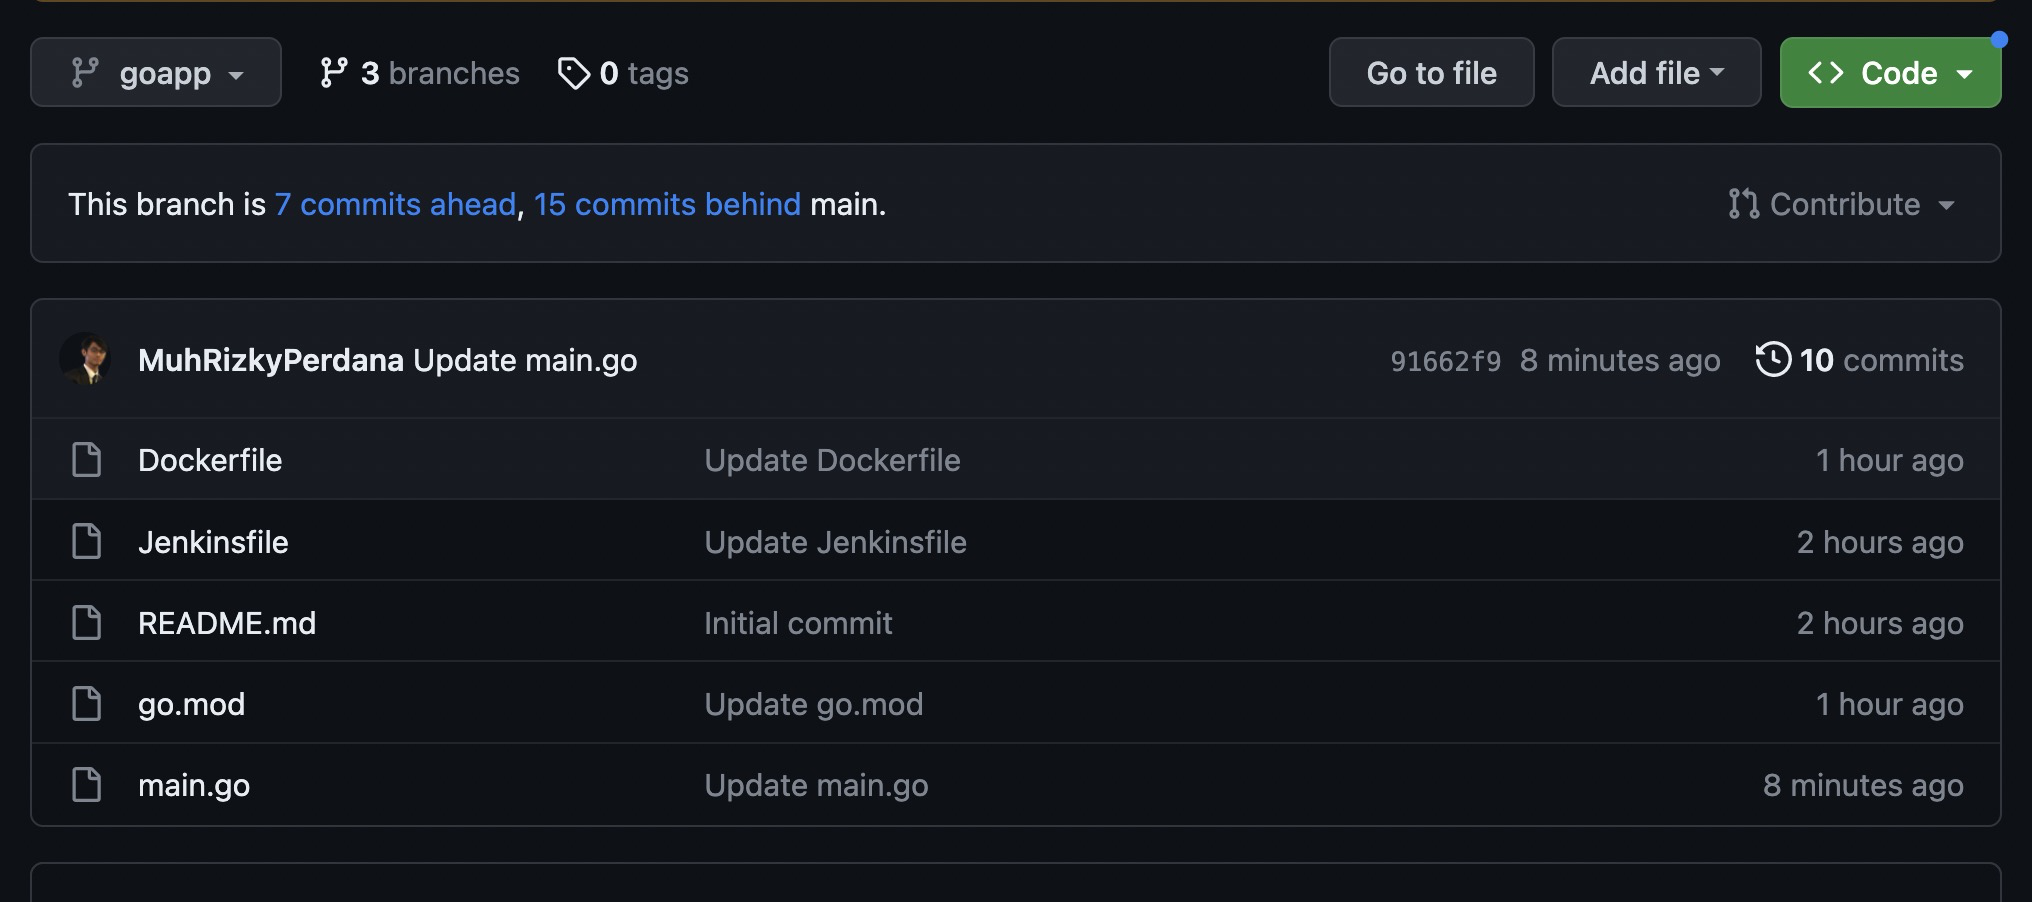 goapp 3 branches 0 tags Go to file Add file Code
This branch is 7 commits ahead, 15 commits behind main. Contribute
MuhRizkyPerdana Update main.go 91662f9 8 minutes ago 10 commits
Dockerfile Update Dockerfile 1 hour ago
Jenkinsfile Update Jenkinsfile 2 hours ago
README.md Initial commit 2 hours ago
go.mod Update go.mod 1 hour ago
main.go Update main.go 8 minutes ago